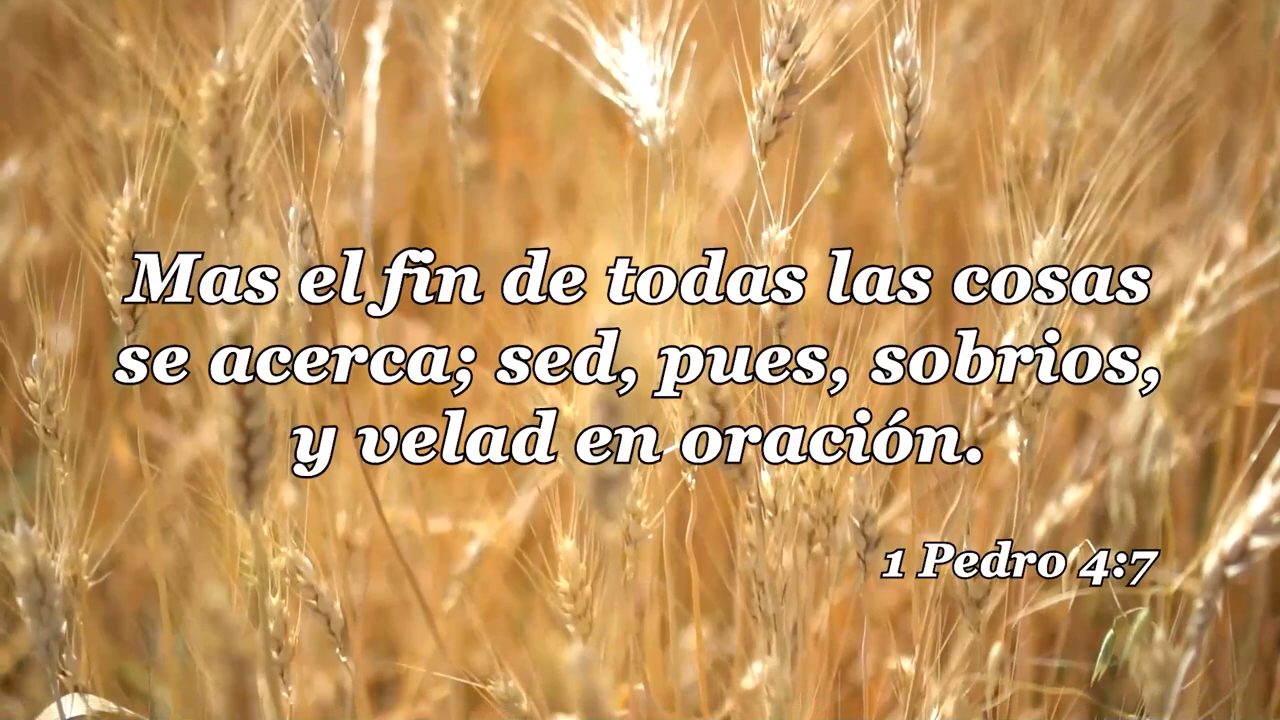 Mas el fin de todas las cosas
se acerca; sed, pues, sobrios,
y velad en oración.
1 Pedro 4:7